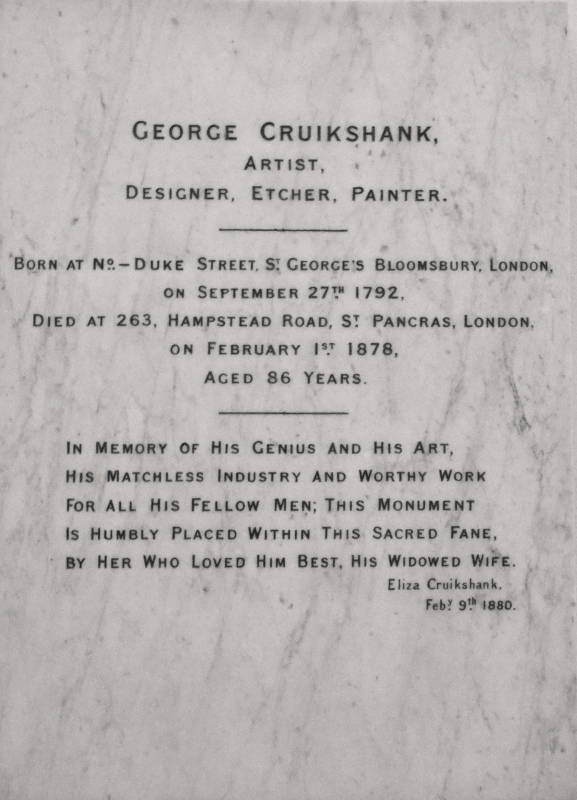 GEORGE CRUIKSHANK,
ARTIST,
DESIGNER, ETCHER, PAINTER.
BORN AT No. – DUKE STREET, ST. GEORGE'S BLOOMSBURY, LONDON,
ON SEPTEMBER 27TH 1792,
DIED AT 263, HAMPSTEAD ROAD, ST. PANCRAS, LONDON,
ON FEBRUARY 1ST 1878,
AGED 86 YEARS.
IN MEMORY OF HIS GENIUS AND HIS ART,
HIS MATCHLESS INDUSTRY AND WORTHY WORK
FOR ALL HIS FELLOW MEN; THIS MONUMENT
IS HUMBLY PLACED WITHIN THIS SACRED FANE,
BY HER WHO LOVED HIM BEST, HIS WIDOWED WIFE.
Eliza Cruikshank.
Feby. 9th 1880.